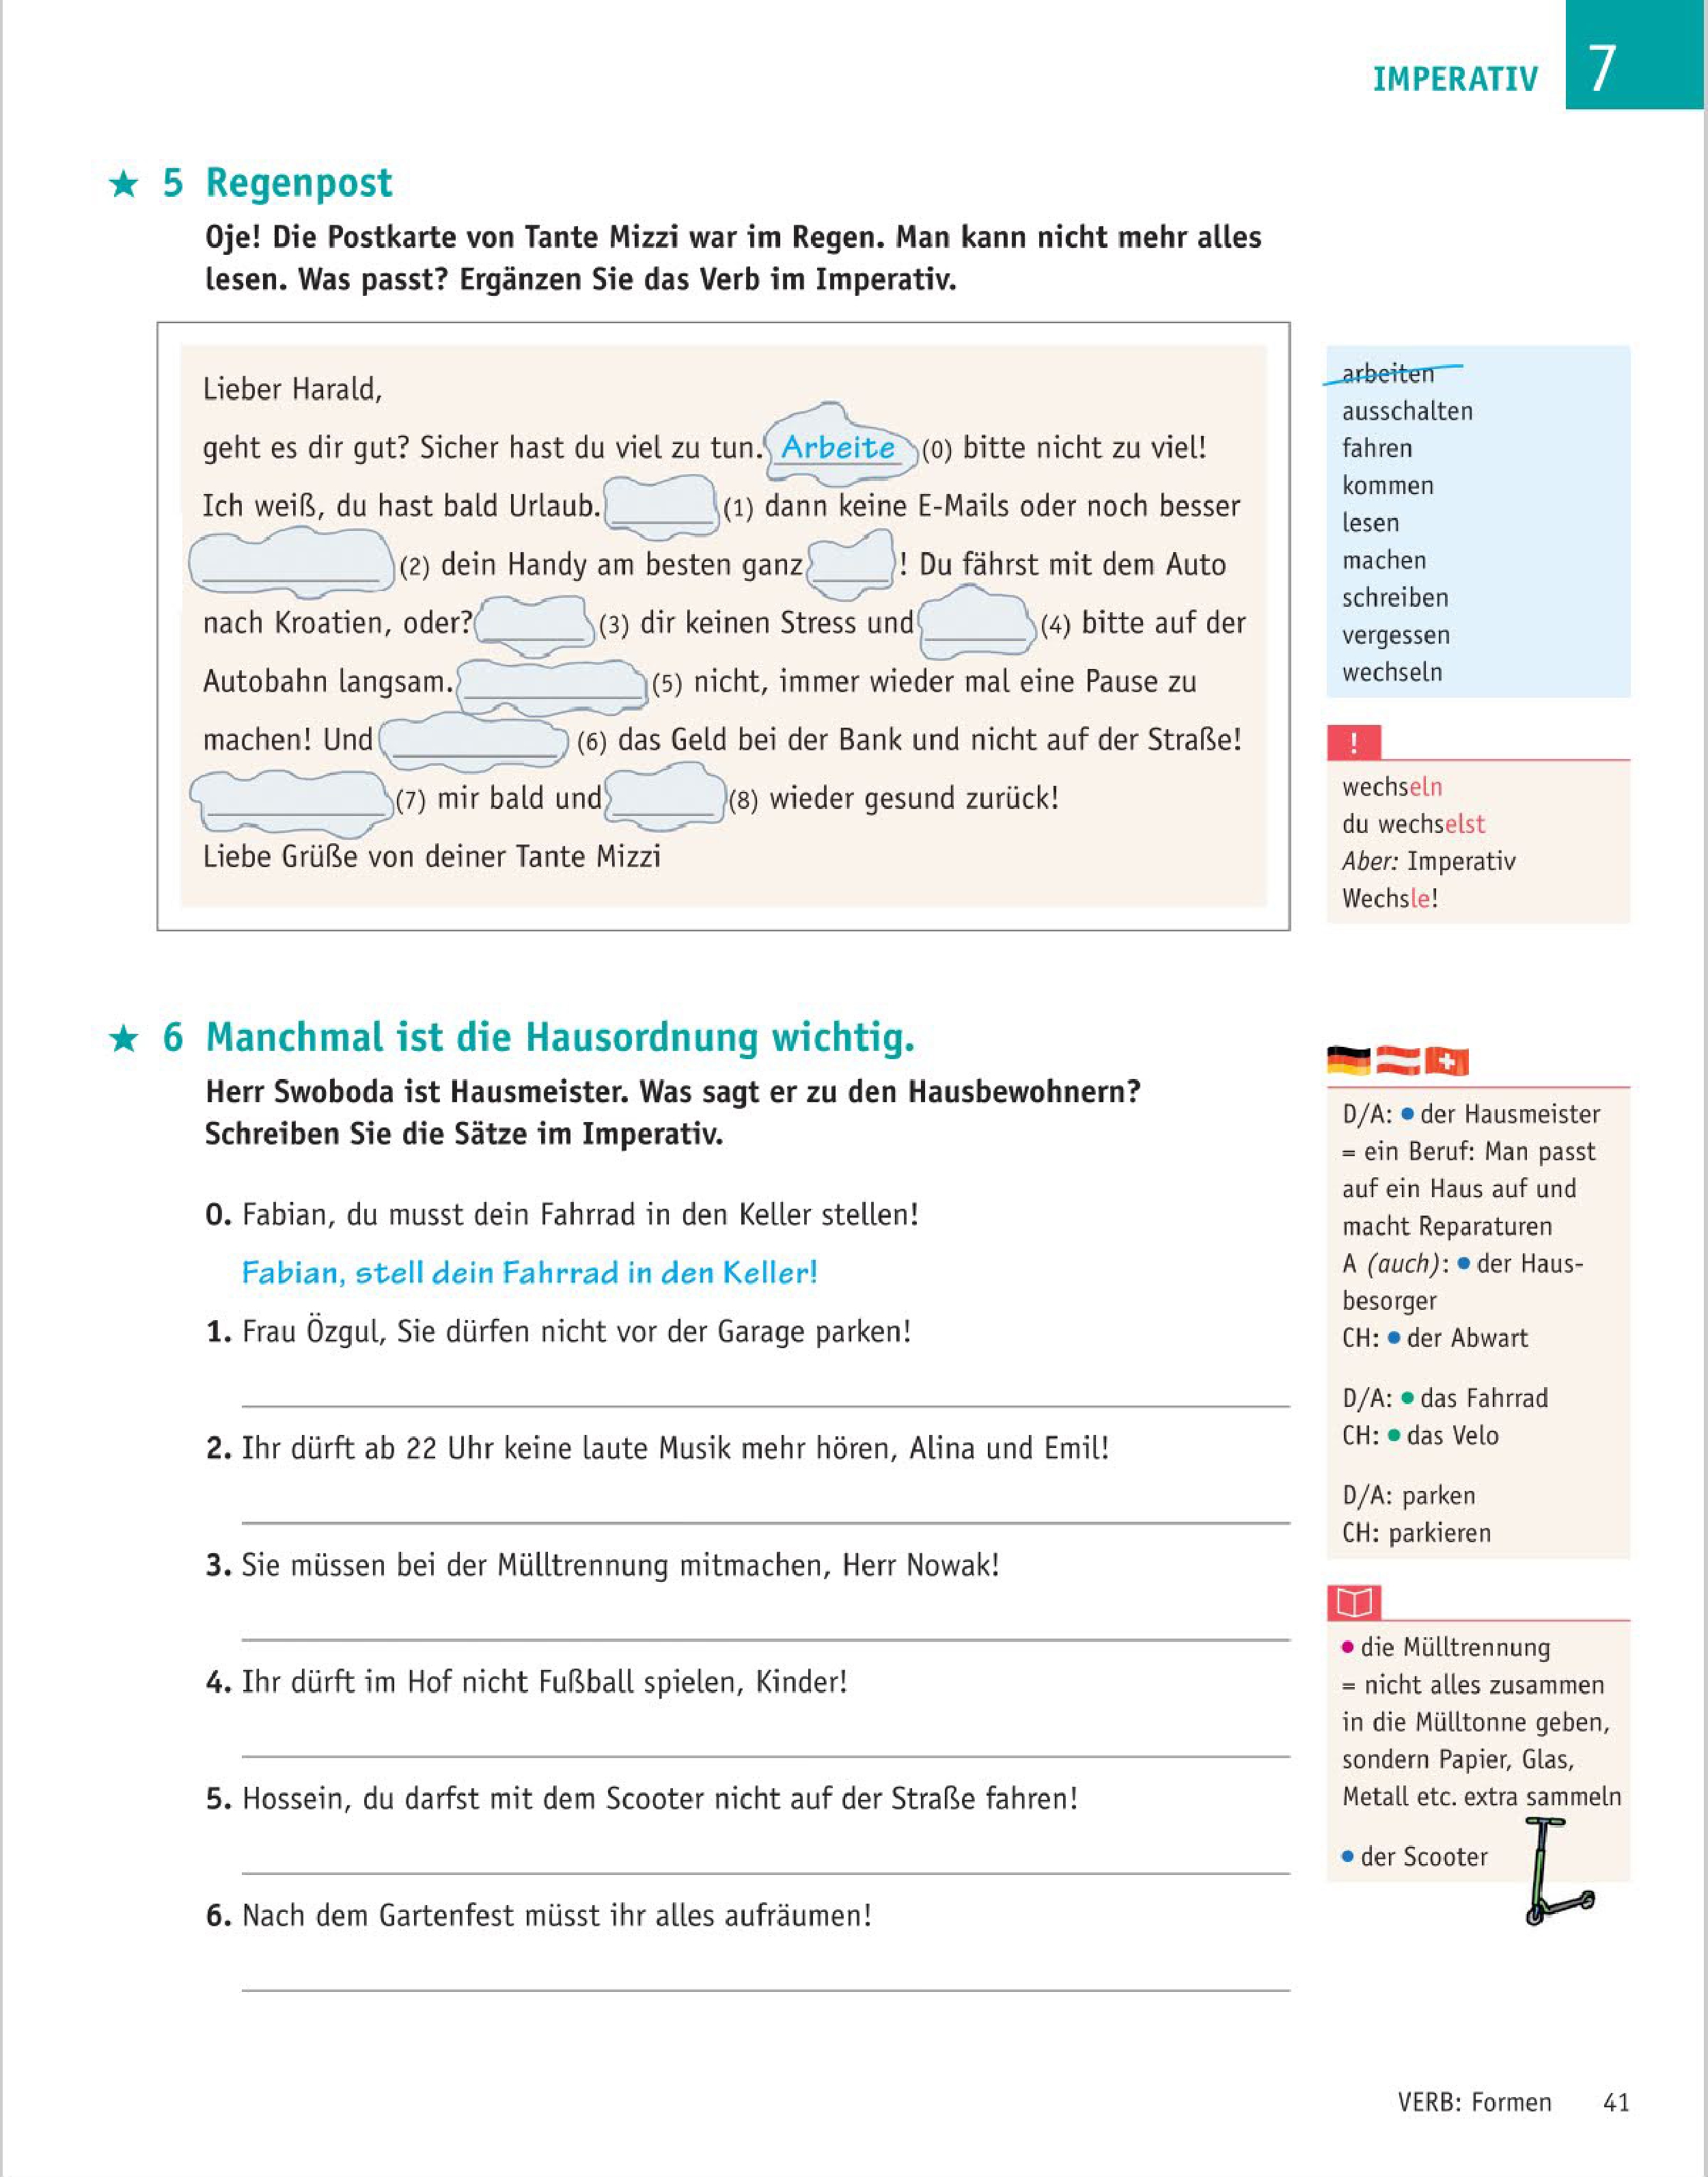 IMPERATIV 7
★ 5 Regenpost
Oje! Die Postkarte von Tante Mizzi war im Regen. Man kann nicht mehr alles
lesen. Was passt? Ergänzen Sie das Verb im Imperativ.
Lieber Harald,
geht es dir gut? Sicher hast du viel zu tun. Arbeite (0) bitte nicht zu viel!
Ich weiß, du hast bald Urlaub. ______ (1) dann keine E-Mails oder noch besser
______ (2) dein Handy am besten ganz ______! Du fährst mit dem Auto
nach Kroatien, oder? ______ (3) dir keinen Stress und ______ (4) bitte auf der
Autobahn langsam. ______ (5) nicht, immer wieder mal eine Pause zu
machen! Und ______ (6) das Geld bei der Bank und nicht auf der Straße!
______ (7) mir bald und ______ (8) wieder gesund zurück!
Liebe Grüße von deiner Tante Mizzi
arbeiten
ausschalten
fahren
kommen
lesen
machen
schreiben
vergessen
wechseln
!
wechseln
du wechselst
Aber: Imperativ
Wechsle!
★ 6 Manchmal ist die Hausordnung wichtig.
Herr Swoboda ist Hausmeister. Was sagt er zu den Hausbewohnern?
Schreiben Sie die Sätze im Imperativ.
0. Fabian, du musst dein Fahrrad in den Keller stellen!
Fabian, stell dein Fahrrad in den Keller!
1. Frau Özgul, Sie dürfen nicht vor der Garage parken!
2. Ihr dürft ab 22 Uhr keine laute Musik mehr hören, Alina und Emil!
3. Sie müssen bei der Mülltrennung mitmachen, Herr Nowak!
4. Ihr dürft im Hof nicht Fußball spielen, Kinder!
5. Hossein, du darfst mit dem Scooter nicht auf der Straße fahren!
6. Nach dem Gartenfest müsst ihr alles aufräumen!
D/A: • der Hausmeister
= ein Beruf: Man passt
auf ein Haus auf und
macht Reparaturen
A (auch): • der Haus-
besorger
CH: • der Abwart
D/A: • das Fahrrad
CH: • das Velo
D/A: parken
CH: parkieren
• die Mülltrennung
= nicht alles zusammen
in die Mülltonne geben,
sondern Papier, Glas,
Metall etc. extra sammeln
• der Scooter
VERB: Formen 41